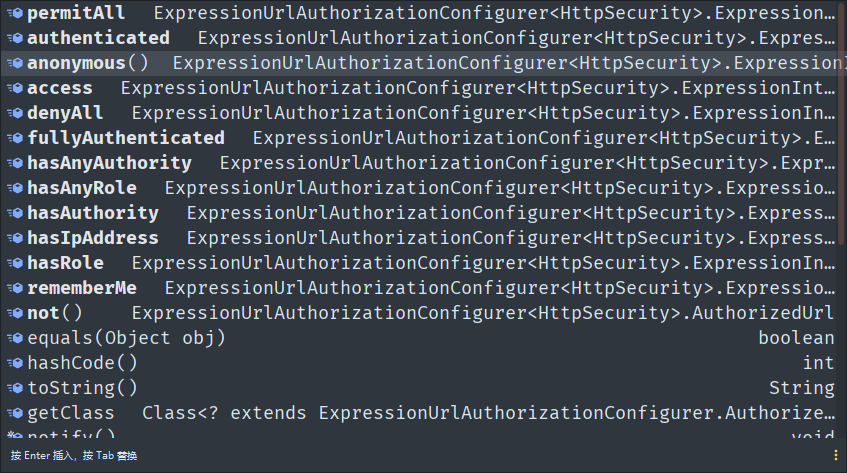 permitAll ExpressionUrlAuthorizationConfigurer<HttpSecurity>.Expression…
authenticated ExpressionUrlAuthorizationConfigurer<HttpSecurity>.Expres…
anonymous() ExpressionUrlAuthorizationConfigurer<HttpSecurity>.Expression
access ExpressionUrlAuthorizationConfigurer<HttpSecurity>.ExpressionInt…
denyAll ExpressionUrlAuthorizationConfigurer<HttpSecurity>.ExpressionIn…
fullyAuthenticated ExpressionUrlAuthorizationConfigurer<HttpSecurity>.E…
hasAnyAuthority ExpressionUrlAuthorizationConfigurer<HttpSecurity>.Expr…
hasAnyRole ExpressionUrlAuthorizationConfigurer<HttpSecurity>.Expressio…
hasAuthority ExpressionUrlAuthorizationConfigurer<HttpSecurity>.Express…
hasIpAddress ExpressionUrlAuthorizationConfigurer<HttpSecurity>.Express…
hasRole ExpressionUrlAuthorizationConfigurer<HttpSecurity>.ExpressionIn…
rememberMe ExpressionUrlAuthorizationConfigurer<HttpSecurity>.Expressio…
not() ExpressionUrlAuthorizationConfigurer<HttpSecurity>.AuthorizedUrl
equals(Object obj) boolean
hashCode() int
toString() String
getClass Class<? extends ExpressionUrlAuthorizationConfigurer.Authorize…
notify() void
按 Enter 插入，按 Tab 替换